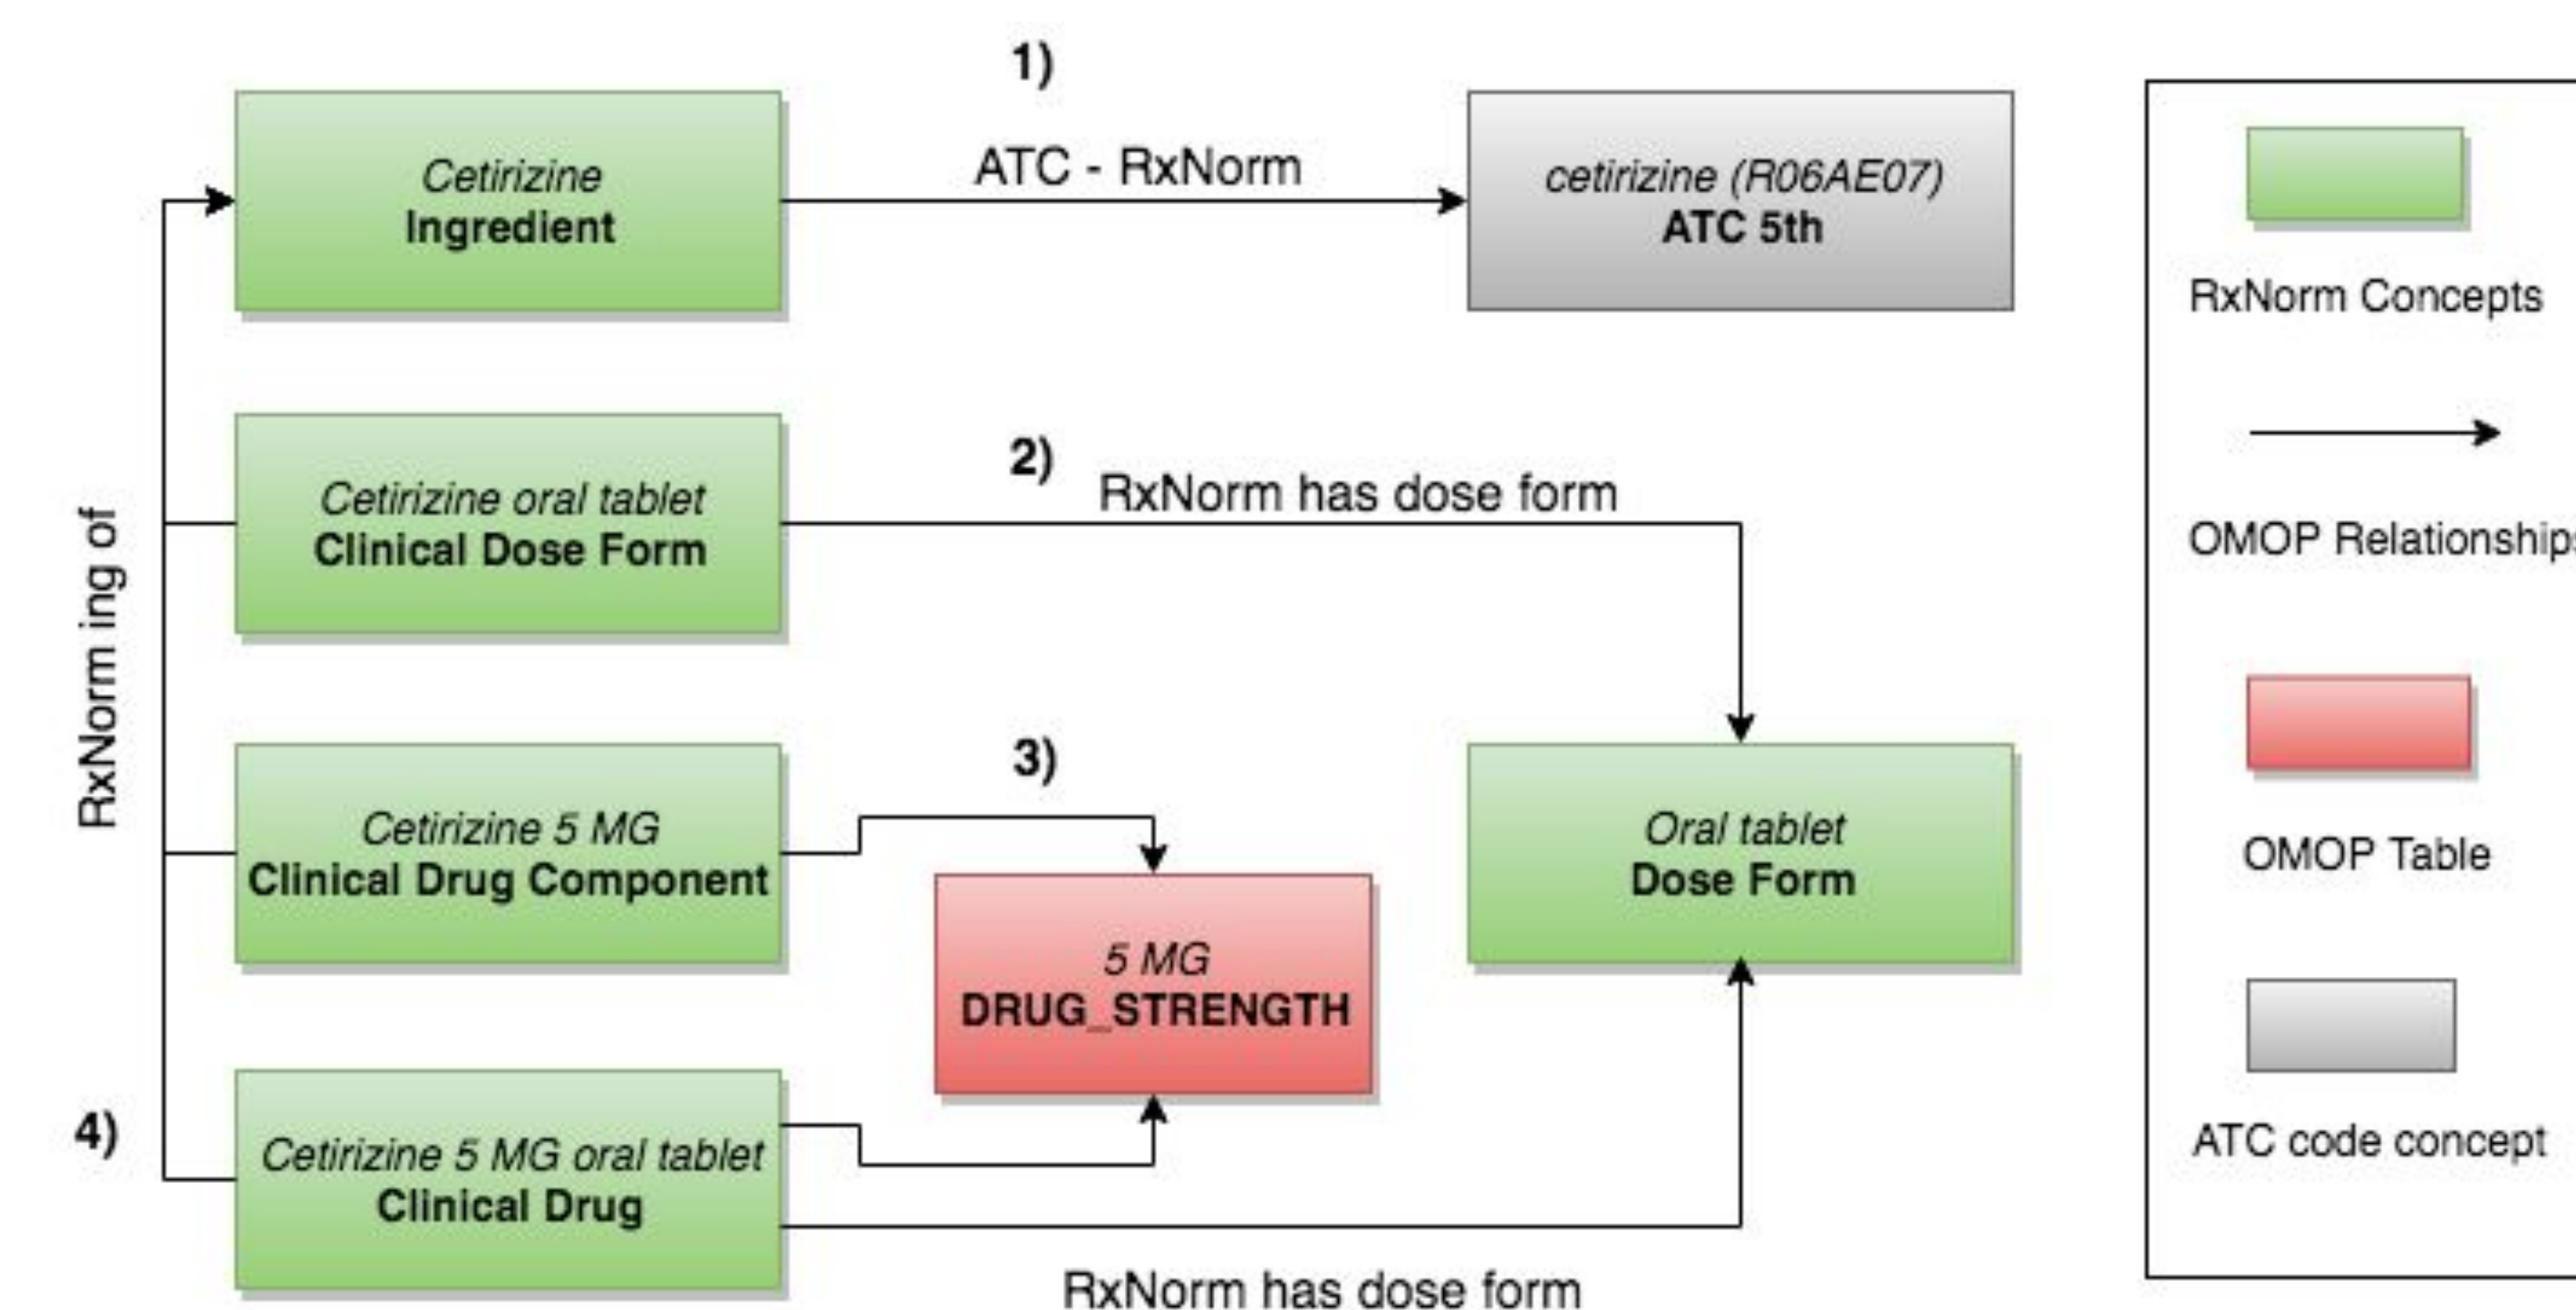 1)
Cetirizine
Ingredient
ATC - RxNorm
cetirizine (R06AE07)
ATC 5th
2)
RxNorm has dose form
Cetirizine oral tablet
Clinical Dose Form
RxNorm ing of
3)
Cetirizine 5 MG
Clinical Drug Component
5 MG
DRUG_STRENGTH
Oral tablet
Dose Form
4)
Cetirizine 5 MG oral tablet
Clinical Drug
RxNorm has dose form
RxNorm Concepts
OMOP Relationships
OMOP Table
ATC code concept